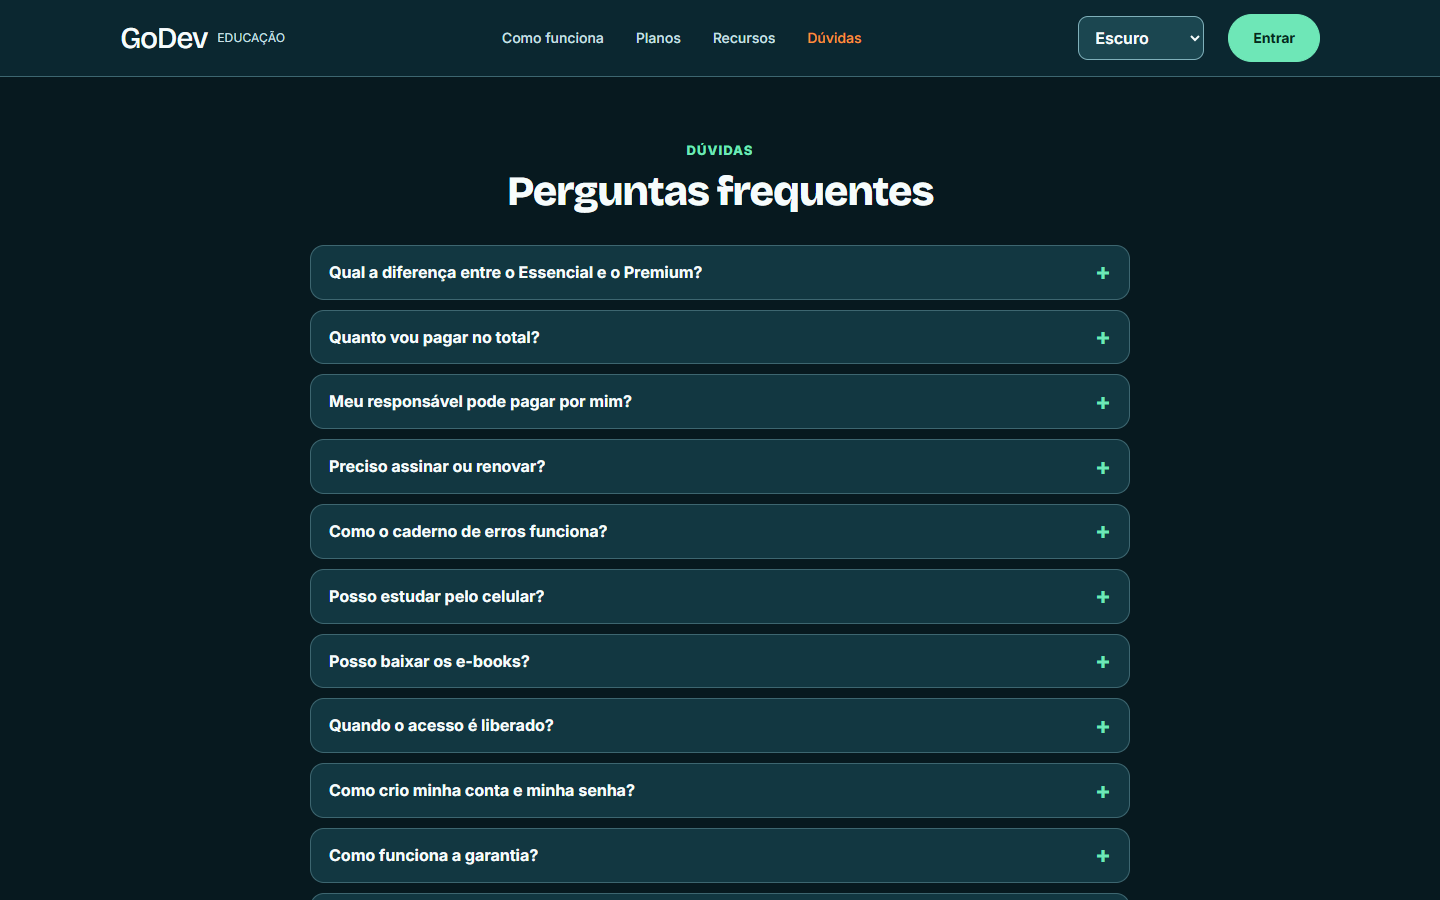 GoDev EDUCAÇÃO
Como funciona
Planos
Recursos
Dúvidas
Escuro
Entrar
DÚVIDAS
Perguntas frequentes
Qual a diferença entre o Essencial e o Premium?
Quanto vou pagar no total?
Meu responsável pode pagar por mim?
Preciso assinar ou renovar?
Como o caderno de erros funciona?
Posso estudar pelo celular?
Posso baixar os e-books?
Quando o acesso é liberado?
Como crio minha conta e minha senha?
Como funciona a garantia?